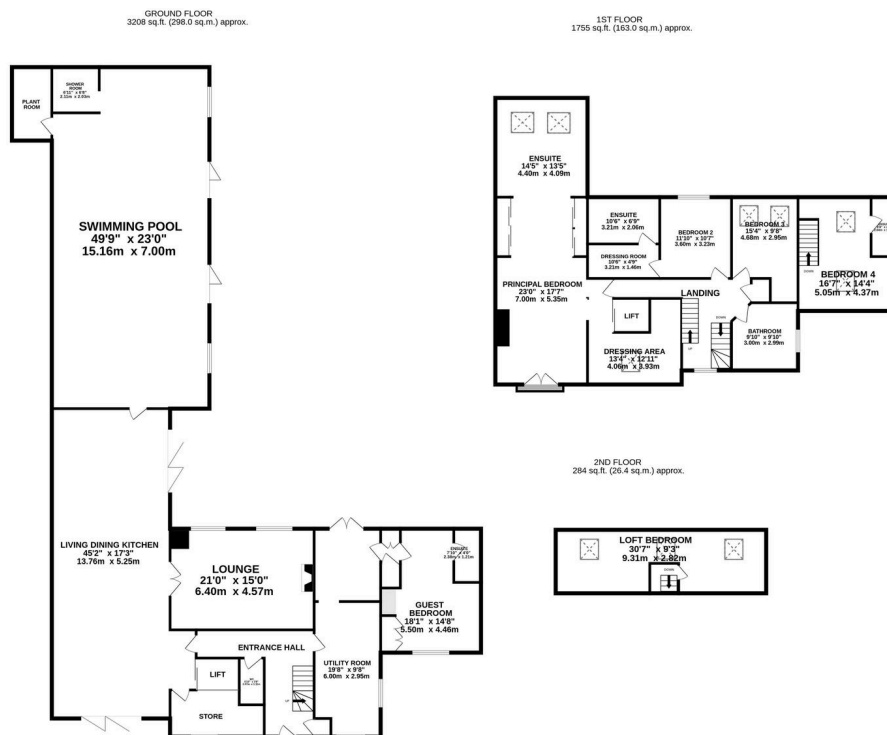 GROUND FLOOR
3208 sq.ft. (298.0 sq.m.) approx.
PLANT
ROOM
SHOWER
ROOM
SWIMMING POOL
49'9" x 23'0"
15.16m x 7.00m
LIVING DINING KITCHEN
45'2" x 17'3"
13.76m x 5.25m
LOUNGE
21'0" x 15'0"
6.40m x 4.57m
ENSUITE
GUEST
BEDROOM
18'1" x 14'8"
5.50m x 4.46m
ENTRANCE HALL
UTILITY ROOM
19'8" x 9'8"
6.00m x 2.95m
LIFT
STORE
UP
1ST FLOOR
1755 sq.ft. (163.0 sq.m.) approx.
ENSUITE
14'5" x 13'5"
4.40m x 4.09m
ENSUITE
10'6" x 6'9"
3.21m x 2.06m
BEDROOM 2
11'10" x 10'7"
3.60m x 3.23m
BEDROOM 3
15'4" x 9'8"
4.68m x 2.95m
DRESSING ROOM
10'6" x 4'9"
3.21m x 1.46m
DOWN
BEDROOM 4
16'7" x 14'4"
5.05m x 4.37m
PRINCIPAL BEDROOM
23'0" x 17'7"
7.00m x 5.35m
LANDING
LIFT
DOWN
UP
DRESSING AREA
13'4" x 12'11"
4.06m x 3.93m
BATHROOM
9'10" x 9'10"
3.00m x 2.99m
2ND FLOOR
284 sq.ft. (26.4 sq.m.) approx.
LOFT BEDROOM
30'7" x 9'3"
9.31m x 2.82m
DOWN